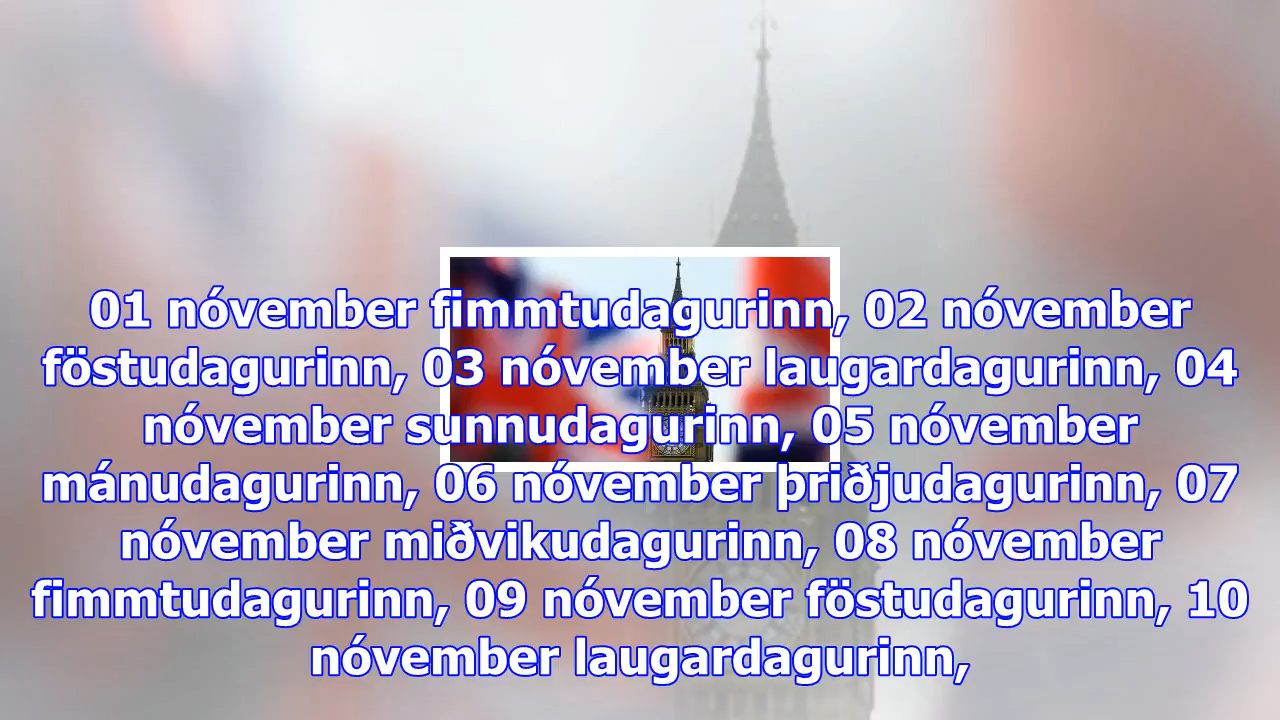 01 nóvember fimmtudagurinn, 02 nóvember
föstudagurinn, 03 nóvember laugardagurinn, 04
nóvember sunnudagurinn, 05 nóvember
mánudagurinn, 06 nóvember þriðjudagurinn, 07
nóvember miðvikudagurinn, 08 nóvember
fimmtudagurinn, 09 nóvember föstudagurinn, 10
nóvember laugardagurinn,